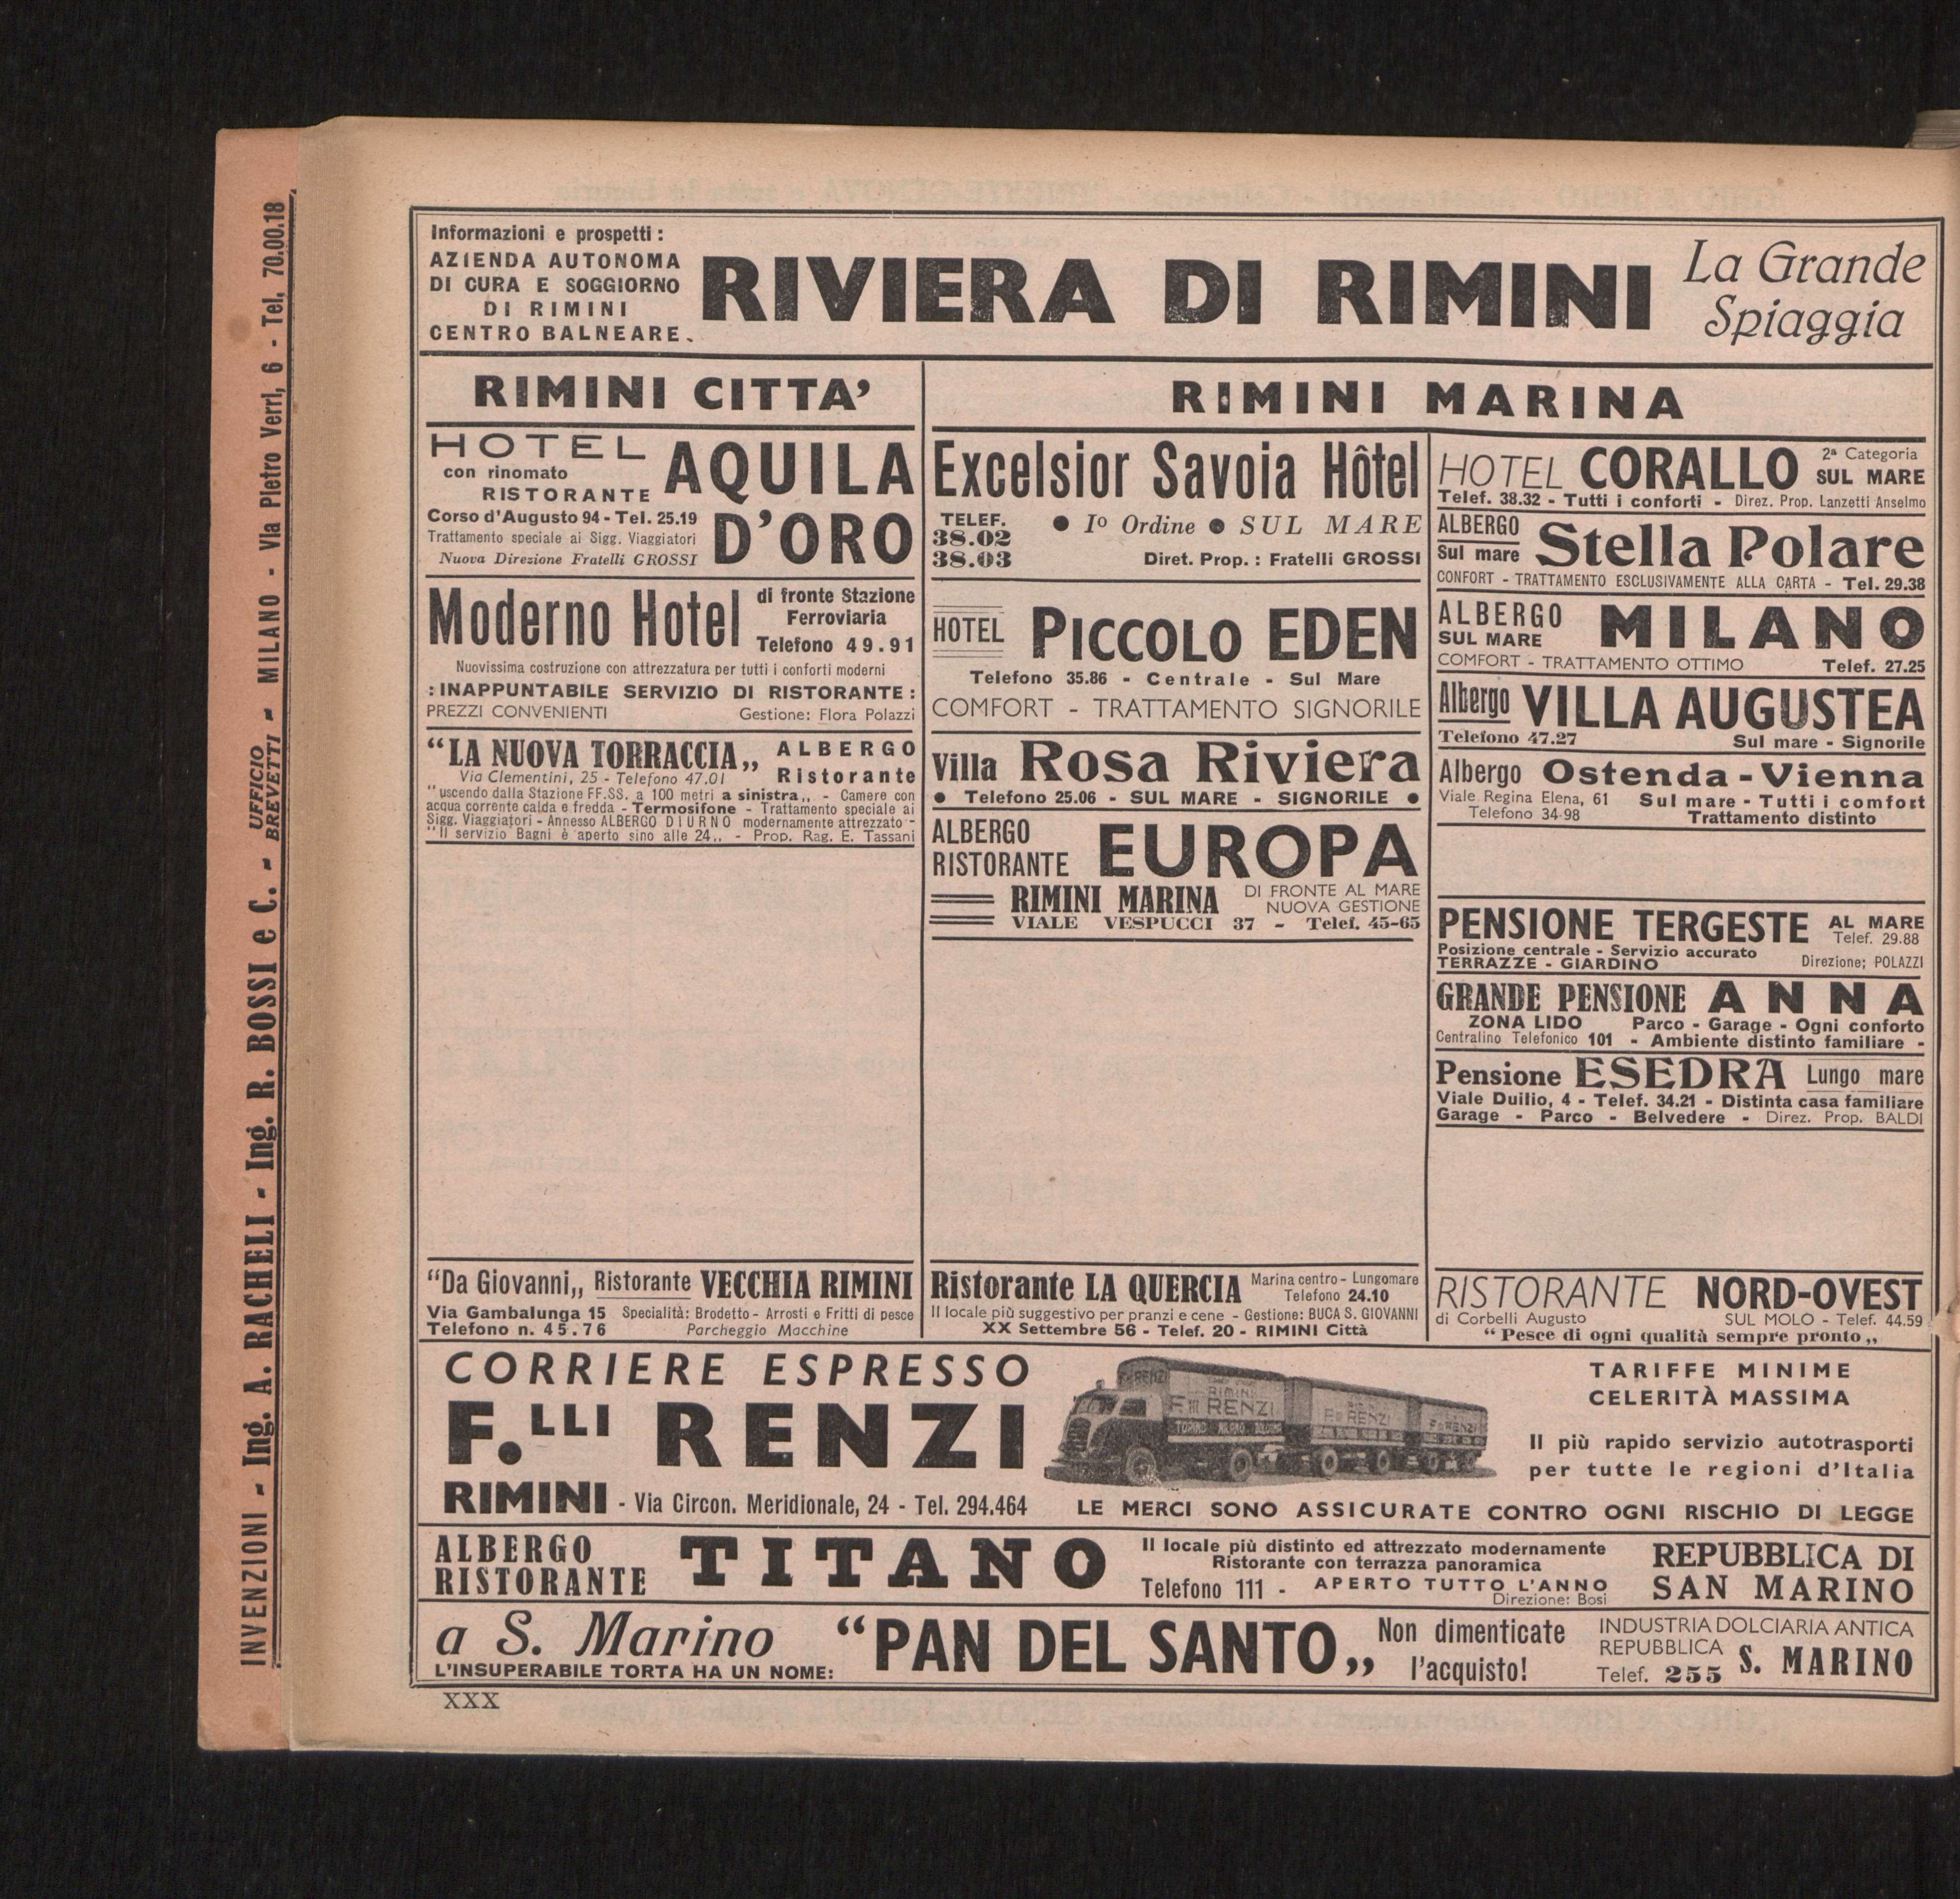 INVENZIONI - Ing. A. RACHELI - Ing. R. BOSSI e C. - UFFICIO BREVETTI - MILANO - Via Pietro Verri, 6 - Tel. 70.00.18
Informazioni e prospetti :
AZIENDA AUTONOMA
DI CURA E SOGGIORNO
DI RIMINI
CENTRO BALNEARE.
RIVIERA DI RIMINI
La Grande
Spiaggia
RIMINI CITTA'
HOTEL
con rinomato
RISTORANTE
AQUILA
D'ORO
Corso d'Augusto 94 - Tel. 25.19
Trattamento speciale ai Sigg. Viaggiatori
Nuova Direzione Fratelli GROSSI
Moderno Hotel
di fronte Stazione
Ferroviaria
Telefono 49.91
Nuovissima costruzione con attrezzatura per tutti i conforti moderni
: INAPPUNTABILE SERVIZIO DI RISTORANTE :
PREZZI CONVENIENTI Gestione: Flora Polazzi
“LA NUOVA TORRACCIA„
ALBERGO
Ristorante
Via Clementini, 25 - Telefono 47.01
"uscendo dalla Stazione FF.SS. a 100 metri a sinistra„ - Camere con
acqua corrente calda e fredda - Termosifone - Trattamento speciale ai
Sigg. Viaggiatori - Annesso ALBERGO DIURNO modernamente attrezzato -
"Il servizio Bagni è aperto sino alle 24„ - Prop. Rag. E. Tassani
“Da Giovanni„ Ristorante VECCHIA RIMINI
Via Gambalunga 15 Specialità: Brodetto - Arrosti e Fritti di pesce
Telefono n. 45.76 Parcheggio Macchine
RIMINI MARINA
Excelsior Savoia Hôtel
TELEF.
38.02
38.03
● Iº Ordine ● SUL MARE
Diret. Prop. : Fratelli GROSSI
HOTEL PICCOLO EDEN
Telefono 35.86 - Centrale - Sul Mare
COMFORT - TRATTAMENTO SIGNORILE
Villa Rosa Riviera
● Telefono 25.06 - SUL MARE - SIGNORILE ●
ALBERGO
RISTORANTE
EUROPA
RIMINI MARINA
DI FRONTE AL MARE
NUOVA GESTIONE
VIALE VESPUCCI 37 - Telef. 45-65
Ristorante LA QUERCIA
Marina centro - Lungomare
Telefono 24.10
Il locale più suggestivo per pranzi e cene - Gestione: BUCA S. GIOVANNI
XX Settembre 56 - Telef. 20 - RIMINI Città
HOTEL CORALLO
2ª Categoria
SUL MARE
Telef. 38.32 - Tutti i conforti - Direz. Prop. Lanzetti Anselmo
ALBERGO
Sul mare
Stella Polare
CONFORT - TRATTAMENTO ESCLUSIVAMENTE ALLA CARTA - Tel. 29.38
ALBERGO
SUL MARE
MILANO
COMFORT - TRATTAMENTO OTTIMO Telef. 27.25
Albergo VILLA AUGUSTEA
Telefono 47.27 Sul mare - Signorile
Albergo Ostenda - Vienna
Viale Regina Elena, 61 Sul mare - Tutti i comfort
Telefono 34-98 Trattamento distinto
PENSIONE TERGESTE
AL MARE
Telef. 29.88
Posizione centrale - Servizio accurato
TERRAZZE - GIARDINO Direzione; POLAZZI
GRANDE PENSIONE ANNA
ZONA LIDO Parco - Garage - Ogni conforto
Centralino Telefonico 101 - Ambiente distinto familiare -
Pensione ESEDRA Lungo mare
Viale Duilio, 4 - Telef. 34.21 - Distinta casa familiare
Garage - Parco - Belvedere - Direz. Prop. BALDI
RISTORANTE NORD-OVEST
di Corbelli Augusto SUL MOLO - Telef. 44.59
“Pesce di ogni qualità sempre pronto„
CORRIERE ESPRESSO
F.LLI RENZI
RIMINI - Via Circon. Meridionale, 24 - Tel. 294.464
F. RENZI
RIMINI
F.lli RENZI
TORINO MILANO BOLOGNA
F.lli RENZI
F.lli RENZI
TARIFFE MINIME
CELERITÀ MASSIMA
Il più rapido servizio autotrasporti
per tutte le regioni d'Italia
LE MERCI SONO ASSICURATE CONTRO OGNI RISCHIO DI LEGGE
ALBERGO
RISTORANTE
TITANO
Il locale più distinto ed attrezzato modernamente
Ristorante con terrazza panoramica
Telefono 111 - APERTO TUTTO L'ANNO
Direzione: Bosi
REPUBBLICA DI
SAN MARINO
a S. Marino
L'INSUPERABILE TORTA HA UN NOME:
“PAN DEL SANTO„
Non dimenticate
l'acquisto!
INDUSTRIA DOLCIARIA ANTICA
REPUBBLICA S. MARINO
Telef. 255
XXX